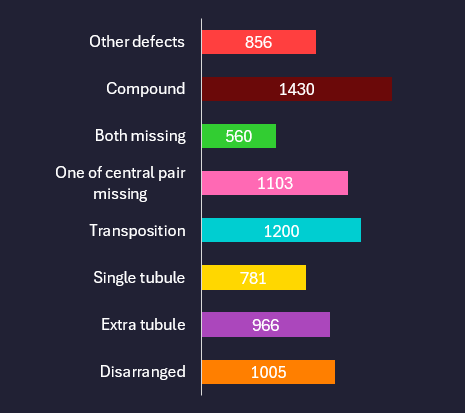 Other defects
856
Compound
1430
Both missing
560
One of central pair
missing
1103
Transposition
1200
Single tubule
781
Extra tubule
966
Disarranged
1005